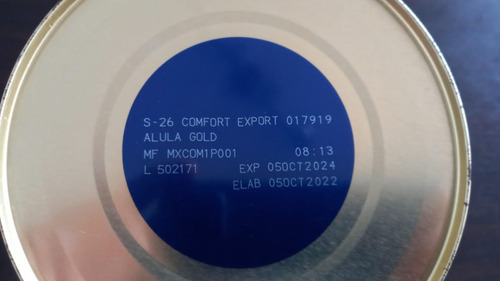 S-26 COMFORT EXPORT 017919
ALULA GOLD
MF MXCOM1P001 08:13
L 502171 EXP 05OCT2024
ELAB 05OCT2022